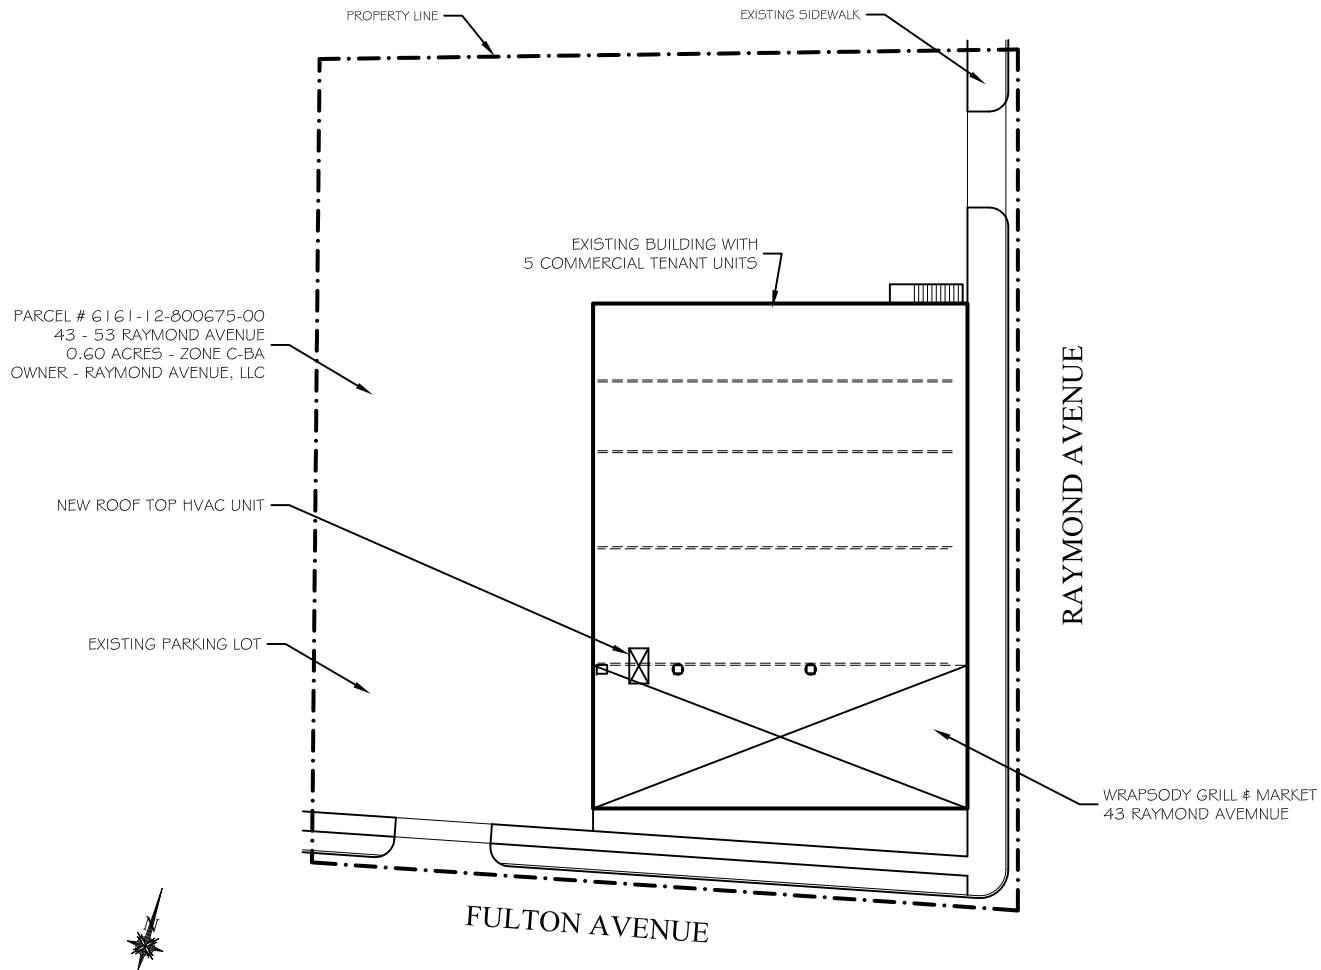 PROPERTY LINE
EXISTING SIDEWALK
EXISTING BUILDING WITH
5 COMMERCIAL TENANT UNITS
PARCEL # 6161-12-800675-00
43 - 53 RAYMOND AVENUE
0.60 ACRES - ZONE C-BA
OWNER - RAYMOND AVENUE, LLC
RAYMOND AVENUE
NEW ROOF TOP HVAC UNIT
EXISTING PARKING LOT
WRAPSODY GRILL & MARKET
43 RAYMOND AVEMNUE
FULTON AVENUE
N